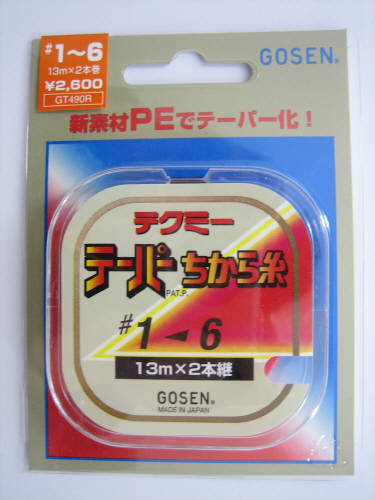 #1～6
13m×2本巻
¥2,600
GT490R
GOSEN®
新素材PEでテーパー化！
テクミー
テーパーちから糸
PAT.P.
#1 ◄ 6
13m×2本継
GOSEN®
MADE IN JAPAN